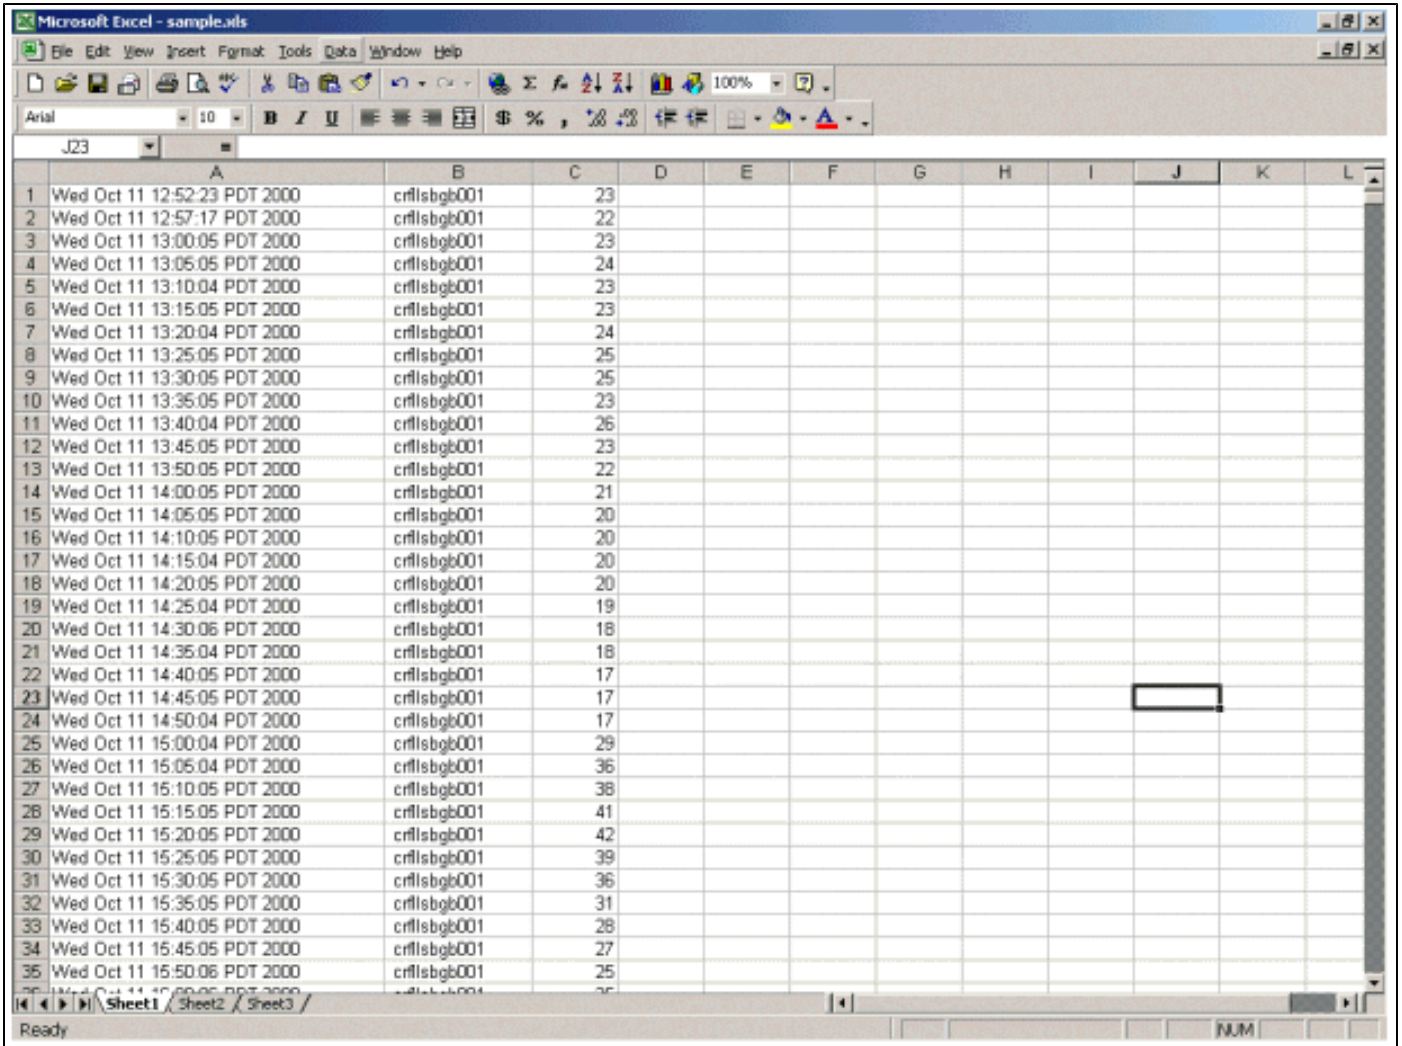 Microsoft Excel - sample.xls
File Edit View Insert Format Tools Data Window Help
100%
Arial 10 B I U $ % ,
J23 =
A B C D E F G H I J K L
1 Wed Oct 11 12:52:23 PDT 2000 crfllsbgb001 23
2 Wed Oct 11 12:57:17 PDT 2000 crfllsbgb001 22
3 Wed Oct 11 13:00:05 PDT 2000 crfllsbgb001 23
4 Wed Oct 11 13:05:05 PDT 2000 crfllsbgb001 24
5 Wed Oct 11 13:10:04 PDT 2000 crfllsbgb001 23
6 Wed Oct 11 13:15:05 PDT 2000 crfllsbgb001 23
7 Wed Oct 11 13:20:04 PDT 2000 crfllsbgb001 24
8 Wed Oct 11 13:25:05 PDT 2000 crfllsbgb001 25
9 Wed Oct 11 13:30:05 PDT 2000 crfllsbgb001 25
10 Wed Oct 11 13:35:05 PDT 2000 crfllsbgb001 23
11 Wed Oct 11 13:40:04 PDT 2000 crfllsbgb001 26
12 Wed Oct 11 13:45:05 PDT 2000 crfllsbgb001 23
13 Wed Oct 11 13:50:05 PDT 2000 crfllsbgb001 22
14 Wed Oct 11 14:00:05 PDT 2000 crfllsbgb001 21
15 Wed Oct 11 14:05:05 PDT 2000 crfllsbgb001 20
16 Wed Oct 11 14:10:05 PDT 2000 crfllsbgb001 20
17 Wed Oct 11 14:15:04 PDT 2000 crfllsbgb001 20
18 Wed Oct 11 14:20:05 PDT 2000 crfllsbgb001 20
19 Wed Oct 11 14:25:04 PDT 2000 crfllsbgb001 19
20 Wed Oct 11 14:30:06 PDT 2000 crfllsbgb001 18
21 Wed Oct 11 14:35:04 PDT 2000 crfllsbgb001 18
22 Wed Oct 11 14:40:05 PDT 2000 crfllsbgb001 17
23 Wed Oct 11 14:45:05 PDT 2000 crfllsbgb001 17
24 Wed Oct 11 14:50:04 PDT 2000 crfllsbgb001 17
25 Wed Oct 11 15:00:04 PDT 2000 crfllsbgb001 29
26 Wed Oct 11 15:05:04 PDT 2000 crfllsbgb001 36
27 Wed Oct 11 15:10:05 PDT 2000 crfllsbgb001 38
28 Wed Oct 11 15:15:05 PDT 2000 crfllsbgb001 41
29 Wed Oct 11 15:20:05 PDT 2000 crfllsbgb001 42
30 Wed Oct 11 15:25:05 PDT 2000 crfllsbgb001 39
31 Wed Oct 11 15:30:05 PDT 2000 crfllsbgb001 36
32 Wed Oct 11 15:35:05 PDT 2000 crfllsbgb001 31
33 Wed Oct 11 15:40:05 PDT 2000 crfllsbgb001 28
34 Wed Oct 11 15:45:05 PDT 2000 crfllsbgb001 27
35 Wed Oct 11 15:50:06 PDT 2000 crfllsbgb001 25
Sheet1 Sheet2 Sheet3
Ready NUM